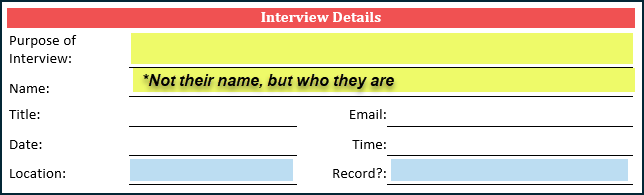 Interview Details
Purpose of
Interview:
Name: *Not their name, but who they are
Title: Email:
Date: Time:
Location: Record?: